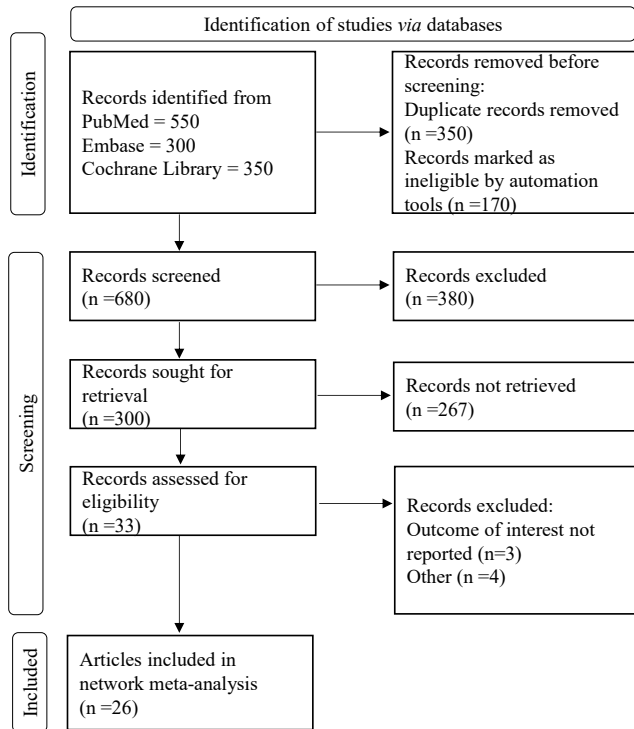 Identification of studies via databases
Identification
Records identified from
PubMed = 550
Embase = 300
Cochrane Library = 350
Records removed before
screening:
Duplicate records removed
(n =350)
Records marked as
ineligible by automation
tools (n =170)
Screening
Records screened
(n =680)
Records excluded
(n =380)
Records sought for
retrieval
(n =300)
Records not retrieved
(n =267)
Records assessed for
eligibility
(n =33)
Records excluded:
Outcome of interest not
reported (n=3)
Other (n =4)
Included
Articles included in
network meta-analysis
(n =26)